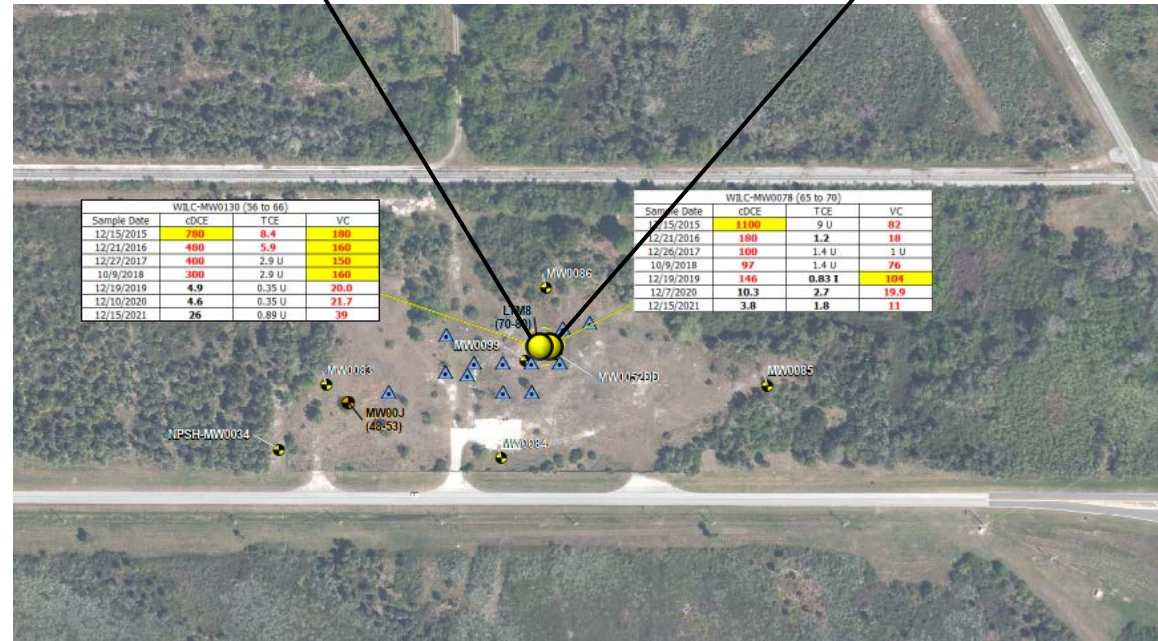 WILC-MW0130 (56 to 66)
Sample Date cDCE TCE VC
12/15/2015 780 8.4 180
12/21/2016 480 5.9 160
12/27/2017 400 2.9 U 150
10/9/2018 300 2.9 U 160
12/19/2019 4.9 0.35 U 20.0
12/10/2020 4.6 0.35 U 21.7
12/15/2021 26 0.89 U 39
WILC-MW0078 (65 to 70)
Sample Date cDCE TCE VC
12/15/2015 1100 9 U 82
12/21/2016 180 1.2 18
12/26/2017 100 1.4 U 1 U
10/9/2018 97 1.4 U 76
12/19/2019 146 0.83 I 104
12/7/2020 10.3 2.7 19.9
12/15/2021 3.8 1.8 11
MW0086
LTM8
(70-80)
MW0099
MW0052DD
MW0083
MW0085
MW00J
(48-53)
NPSH-MW0034
MW0084